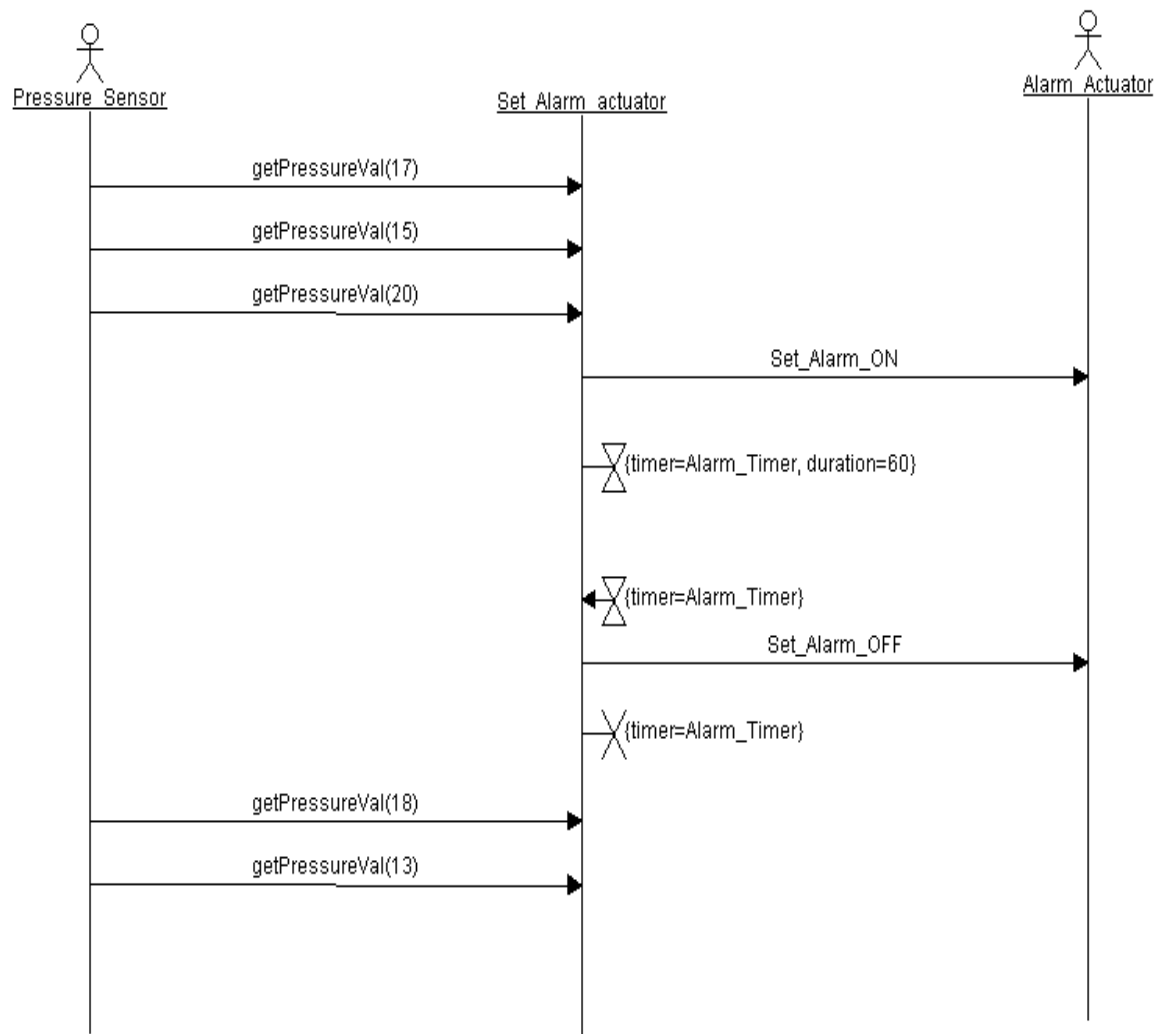 Pressure_Sensor
Set_Alarm_actuator
Alarm_Actuator
getPressureVal(17)
getPressureVal(15)
getPressureVal(20)
Set_Alarm_ON
{timer=Alarm_Timer, duration=60}
{timer=Alarm_Timer}
Set_Alarm_OFF
{timer=Alarm_Timer}
getPressureVal(18)
getPressureVal(13)